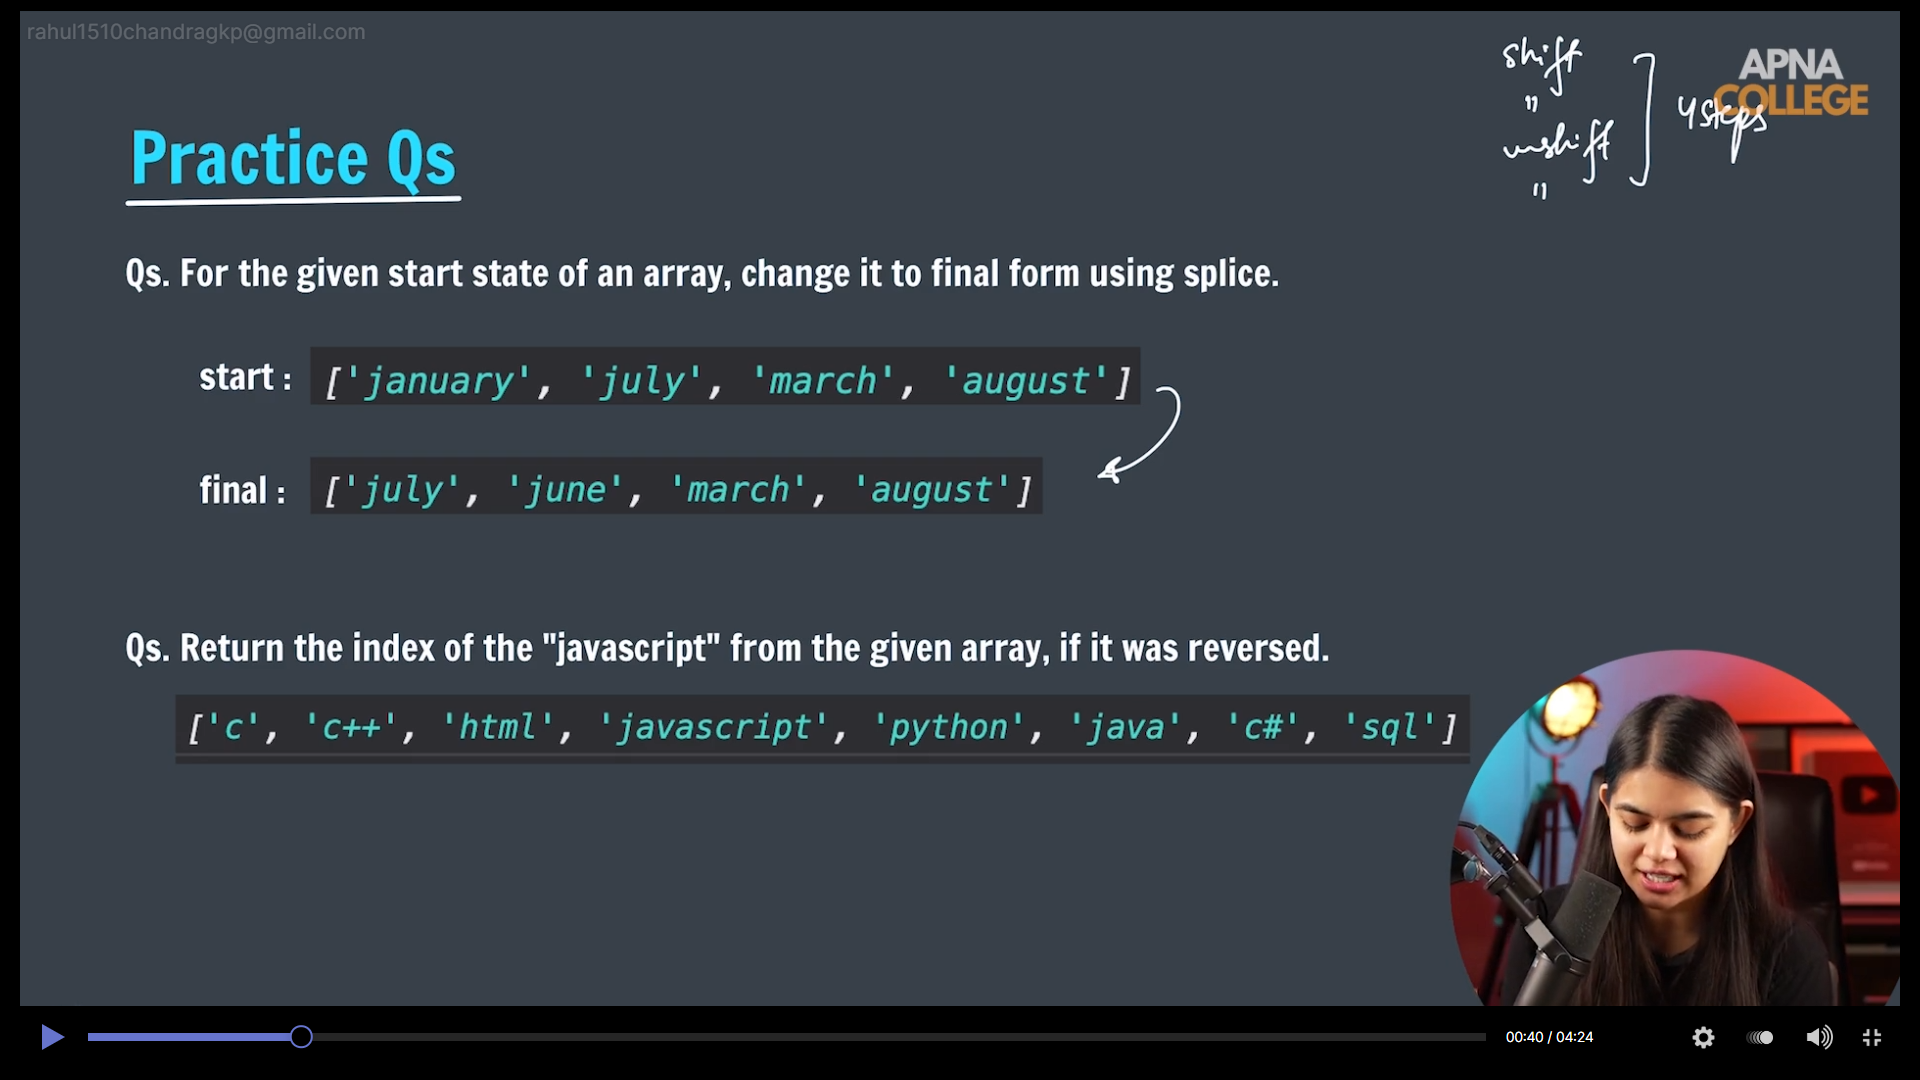 rahul1510chandragkp@gmail.com
shift
"
unshift
"
4 steps
APNA
COLLEGE
Practice Qs
Qs. For the given start state of an array, change it to final form using splice.
start : ['january', 'july', 'march', 'august']
final : ['july', 'june', 'march', 'august']
Qs. Return the index of the "javascript" from the given array, if it was reversed.
['c', 'c++', 'html', 'javascript', 'python', 'java', 'c#', 'sql']
00:40 / 04:24